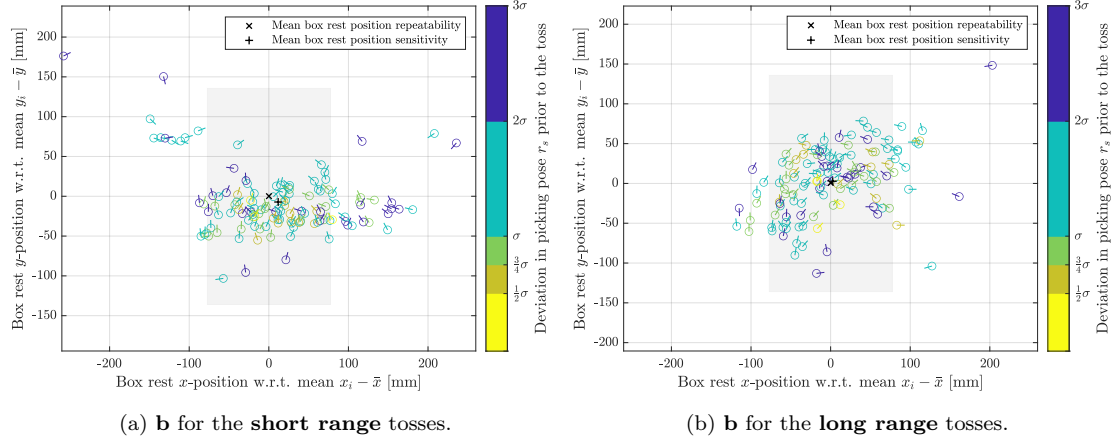 × Mean box rest position repeatability
+ Mean box rest position sensitivity
Box rest y-position w.r.t. mean y_i − ȳ [mm]
200
150
100
50
0
-50
-100
-150
-200
-100
0
100
200
Box rest x-position w.r.t. mean x_i − x̄ [mm]
3σ
2σ
σ
3/4 σ
1/2 σ
Deviation in picking pose r_s prior to the toss
(a) b for the short range tosses.
× Mean box rest position repeatability
+ Mean box rest position sensitivity
Box rest y-position w.r.t. mean y_i − ȳ [mm]
200
150
100
50
0
-50
-100
-150
-200
-200
-100
0
100
200
Box rest x-position w.r.t. mean x_i − x̄ [mm]
3σ
2σ
σ
3/4 σ
1/2 σ
Deviation in picking pose r_s prior to the toss
(b) b for the long range tosses.